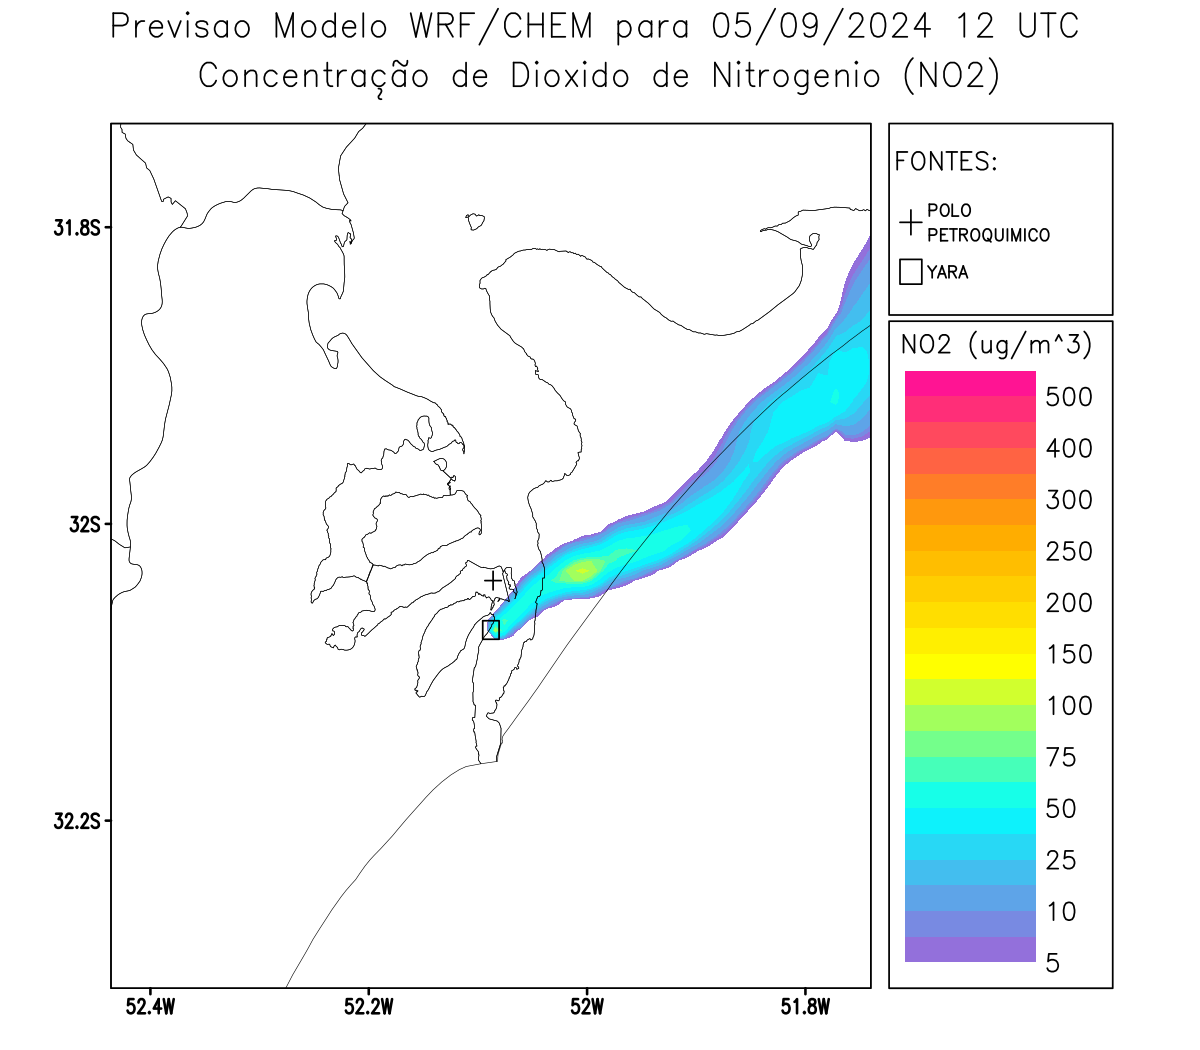 Previsao Modelo WRF/CHEM para 05/09/2024 12 UTC
Concentração de Dioxido de Nitrogenio (NO2)
FONTES:
POLO
PETROQUIMICO
YARA
NO2 (ug/m^3)
500
400
300
250
200
150
100
75
50
25
10
5
31.8S
32S
32.2S
52.4W
52.2W
52W
51.8W